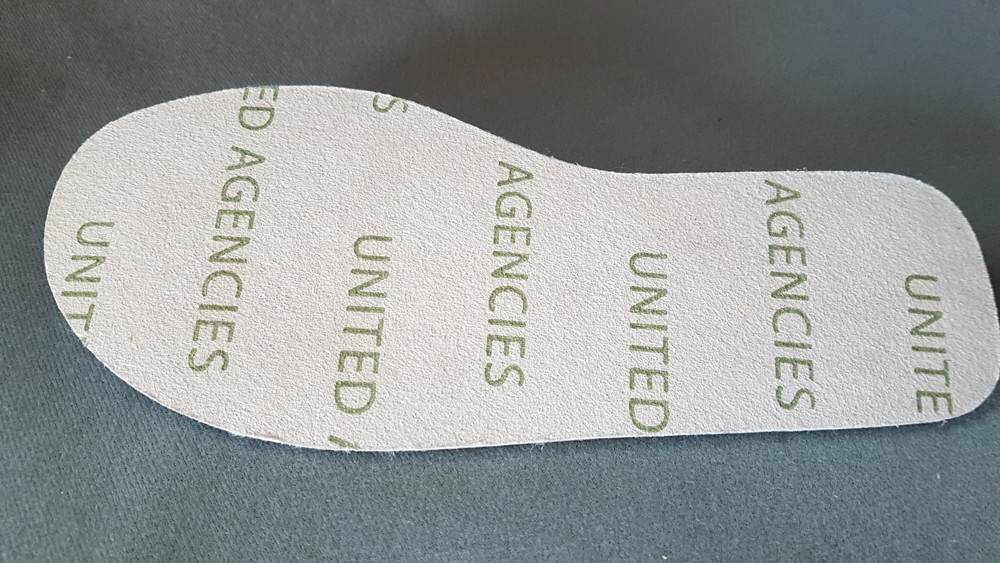 UNITE
AGENCIES
UNITED
AGENCIES
S UNITED A
ED AGENCIES
UNIT